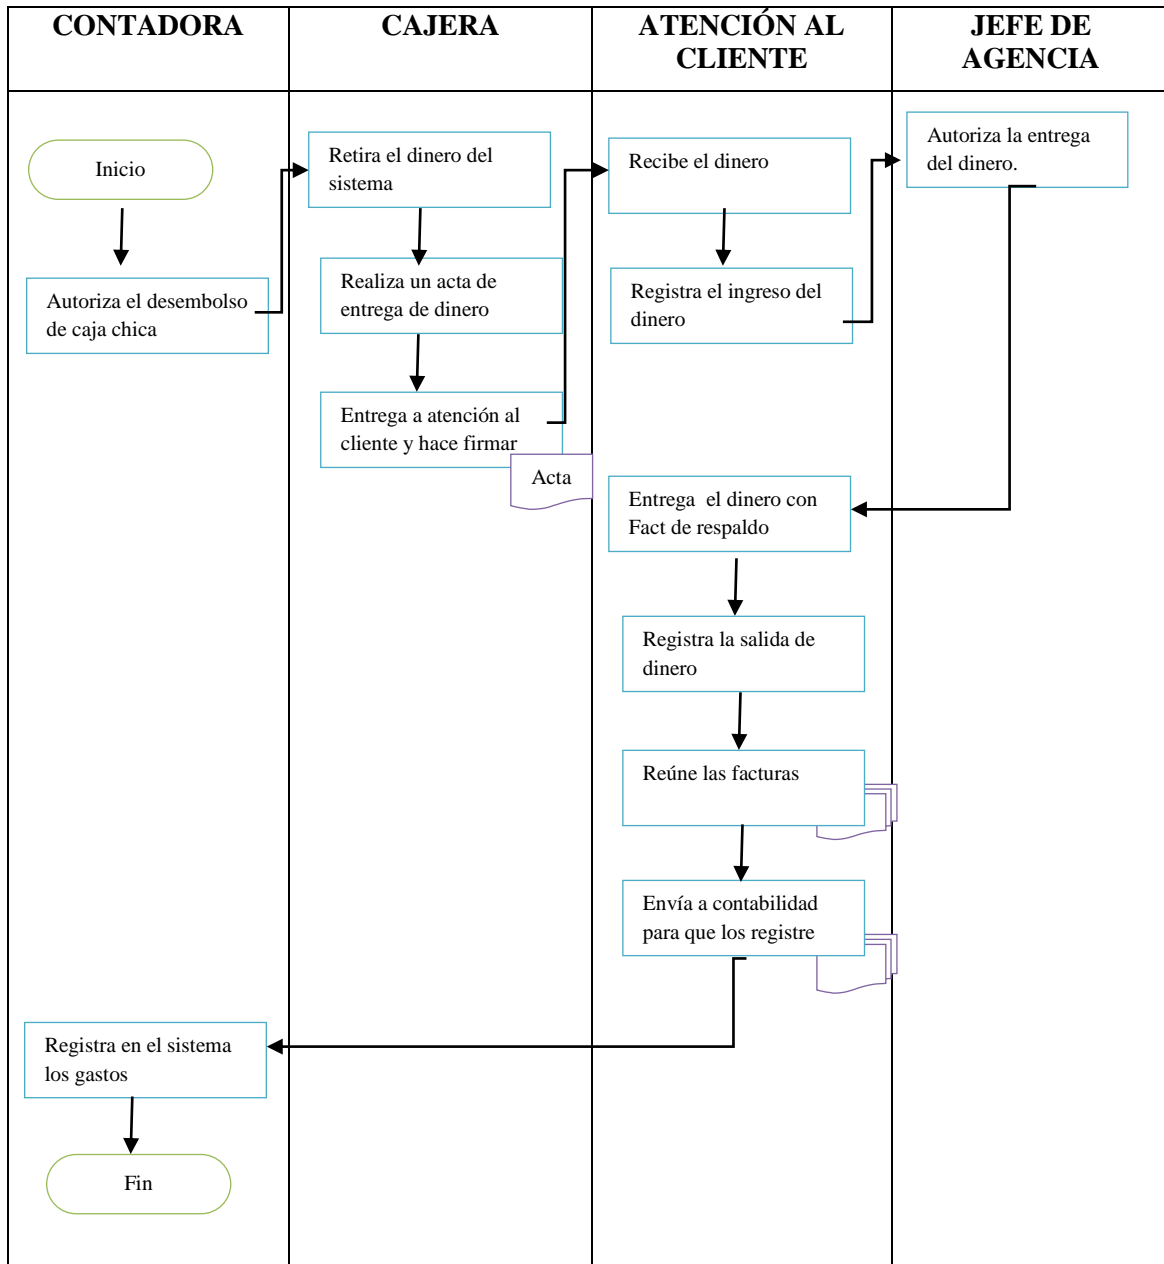 CONTADORA
CAJERA
ATENCIÓN AL
CLIENTE
JEFE DE
AGENCIA
Inicio
Autoriza el desembolso
de caja chica
Retira el dinero del
sistema
Realiza un acta de
entrega de dinero
Entrega a atención al
cliente y hace firmar
Acta
Recibe el dinero
Registra el ingreso del
dinero
Autoriza la entrega
del dinero.
Entrega  el dinero con
Fact de respaldo
Registra la salida de
dinero
Reúne las facturas
Envía a contabilidad
para que los registre
Registra en el sistema
los gastos
Fin